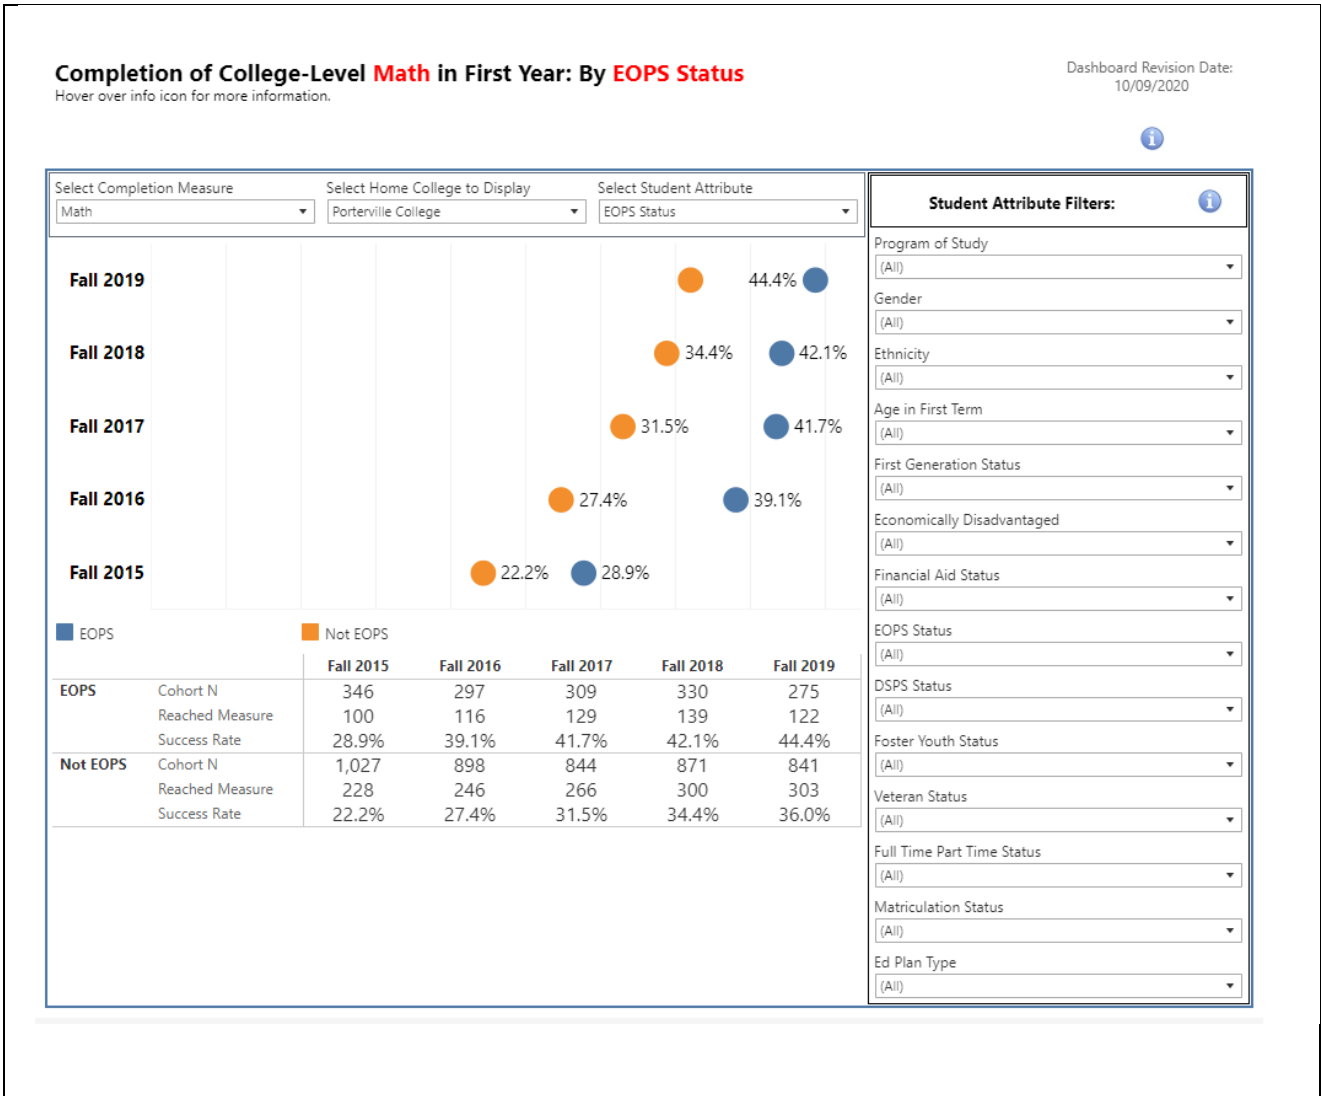 Completion of College-Level Math in First Year: By EOPS Status
Hover over info icon for more information.
Dashboard Revision Date:
10/09/2020
Select Completion Measure
Math
Select Home College to Display
Porterville College
Select Student Attribute
EOPS Status
Fall 2019
44.4%
Fall 2018
34.4%
42.1%
Fall 2017
31.5%
41.7%
Fall 2016
27.4%
39.1%
Fall 2015
22.2%
28.9%
EOPS
Not EOPS
Fall 2015 Fall 2016 Fall 2017 Fall 2018 Fall 2019
EOPS Cohort N 346 297 309 330 275
Reached Measure 100 116 129 139 122
Success Rate 28.9% 39.1% 41.7% 42.1% 44.4%
Not EOPS Cohort N 1,027 898 844 871 841
Reached Measure 228 246 266 300 303
Success Rate 22.2% 27.4% 31.5% 34.4% 36.0%
Student Attribute Filters:
Program of Study
(All)
Gender
(All)
Ethnicity
(All)
Age in First Term
(All)
First Generation Status
(All)
Economically Disadvantaged
(All)
Financial Aid Status
(All)
EOPS Status
(All)
DSPS Status
(All)
Foster Youth Status
(All)
Veteran Status
(All)
Full Time Part Time Status
(All)
Matriculation Status
(All)
Ed Plan Type
(All)